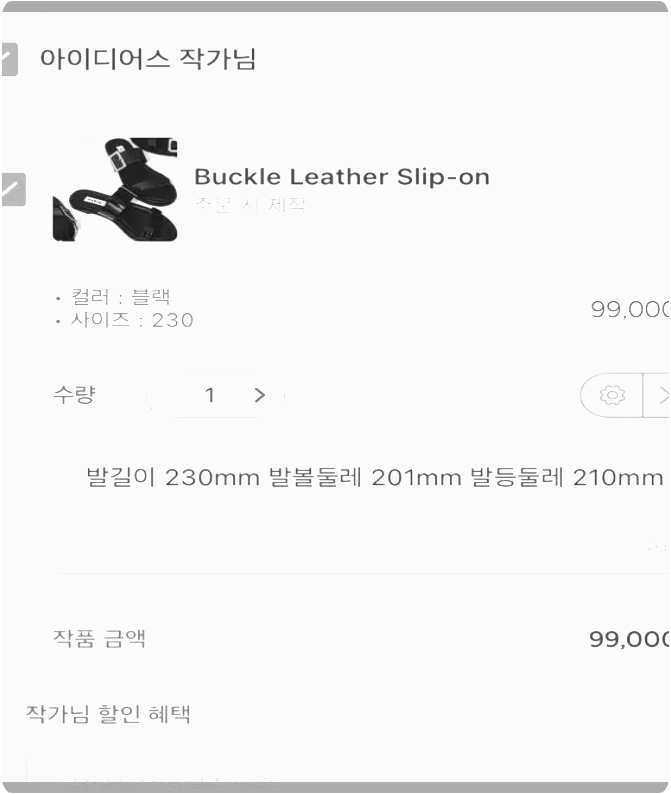 아이디어스 작가님
Buckle Leather Slip-on
주문 시 제작
• 컬러 : 블랙
• 사이즈 : 230
99,000
수량
1
발길이 230mm 발볼둘레 201mm 발등둘레 210mm
작품 금액
99,000
작가님 할인 혜택